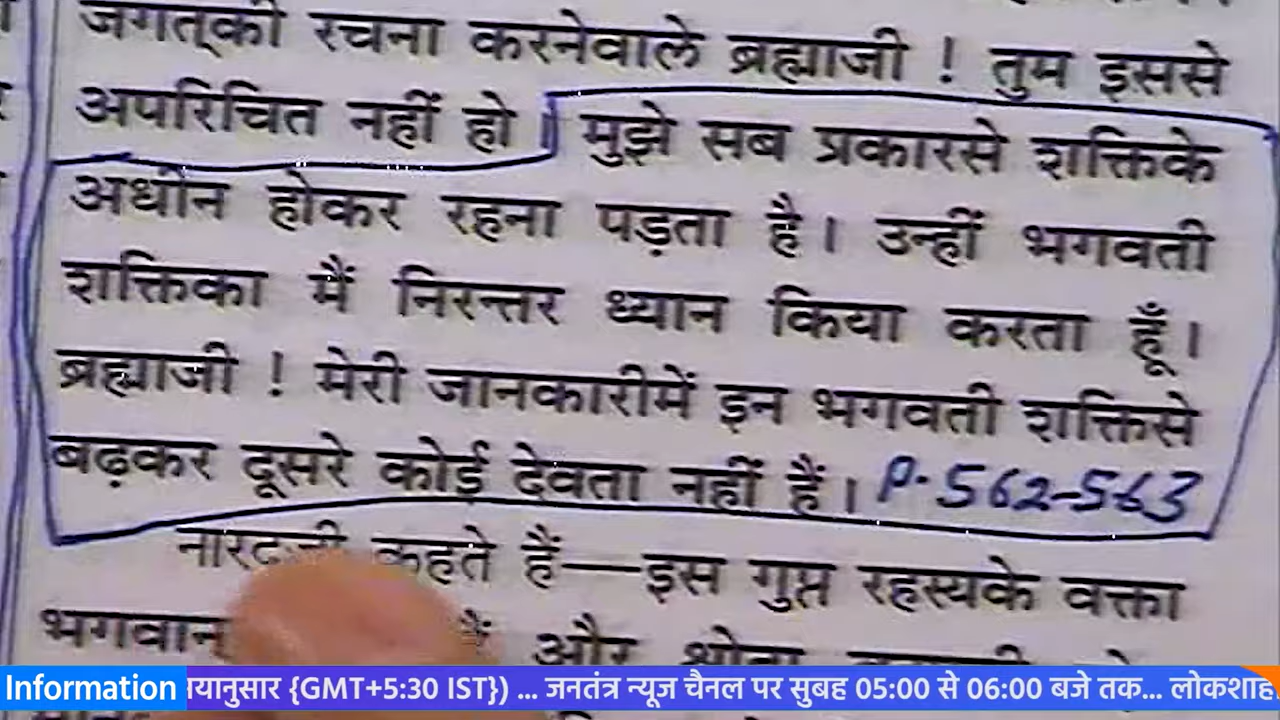 जगत्की रचना करनेवाले ब्रह्माजी ! तुम इससे
अपरिचित नहीं हो । मुझे सब प्रकारसे शक्तिके
अधीन होकर रहना पड़ता है । उन्हीं भगवती
शक्तिका मैं निरन्तर ध्यान किया करता हूँ ।
ब्रह्माजी ! मेरी जानकारीमें इन भगवती शक्तिसे
बढ़कर दूसरे कोई देवता नहीं हैं । P-562-563
कहते हैं—इस गुप्त रहस्यके वक्ता
भगवान् और
Information यानुसार {GMT+5:30 IST}) ... जनतंत्र न्यूज चैनल पर सुबह 05:00 से 06:00 बजे तक... लोकशाह